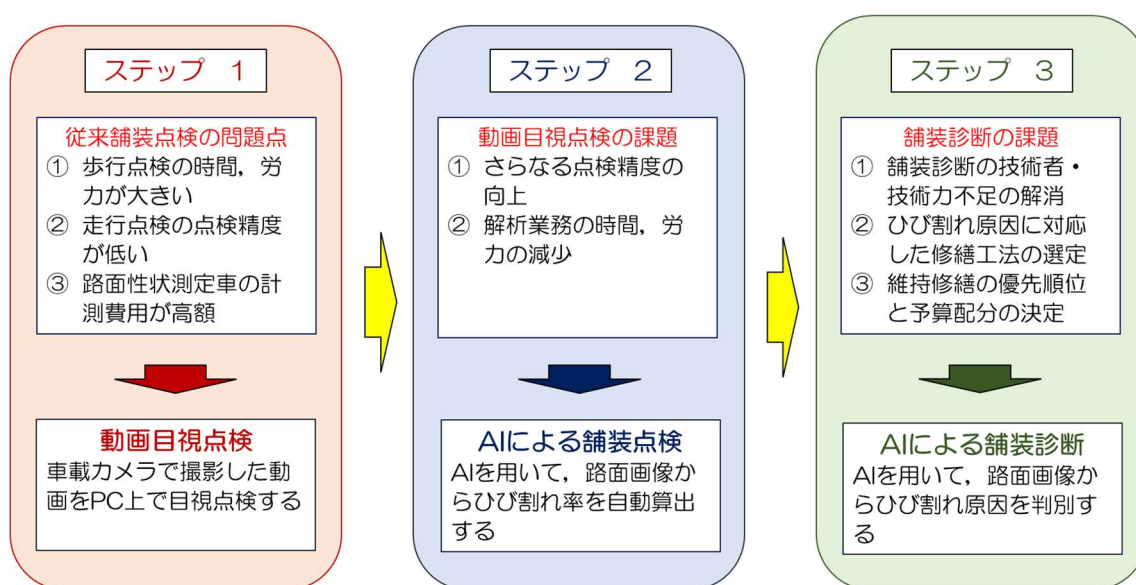 ステップ 1
従来舗装点検の問題点
① 歩行点検の時間，労
力が大きい
② 走行点検の点検精度
が低い
③ 路面性状測定車の計
測費用が高額
動画目視点検
車載カメラで撮影した動
画をPC上で目視点検する
ステップ 2
動画目視点検の課題
① さらなる点検精度の
向上
② 解析業務の時間，労
力の減少
AIによる舗装点検
AIを用いて，路面画像か
らひび割れ率を自動算出
する
ステップ 3
舗装診断の課題
① 舗装診断の技術者・
技術力不足の解消
② ひび割れ原因に対応
した修繕工法の選定
③ 維持修繕の優先順位
と予算配分の決定
AIによる舗装診断
AIを用いて，路面画像か
らひび割れ原因を判別す
る